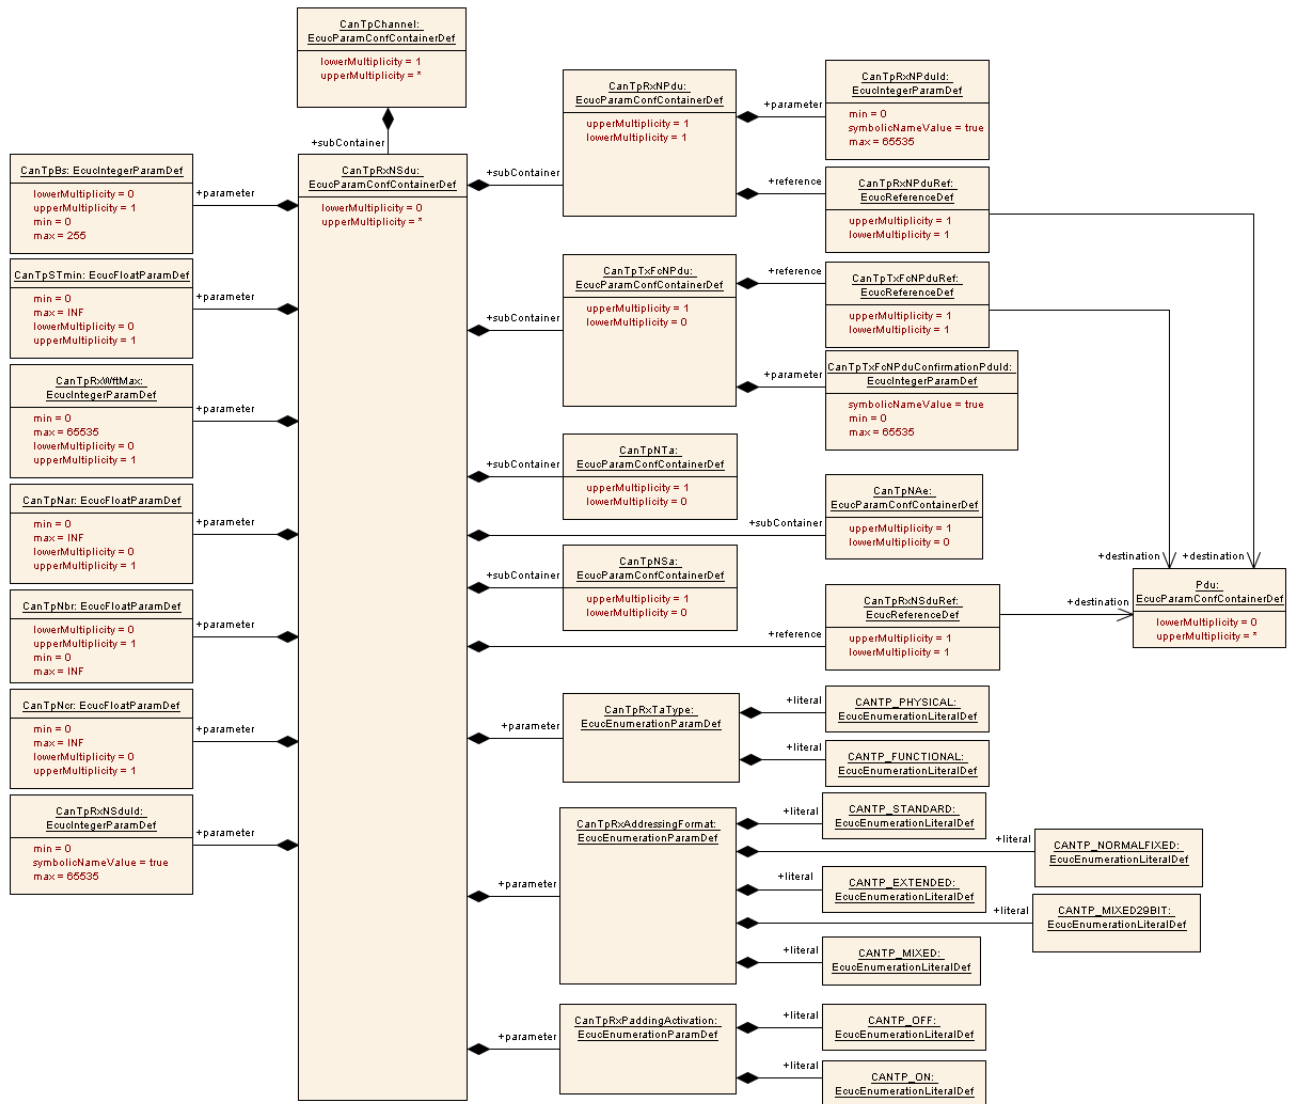 CanTpChannel:
EcucParamConfContainerDef
lowerMultiplicity = 1
upperMultiplicity = *
+subContainer
CanTpRxNSdu:
EcucParamConfContainerDef
lowerMultiplicity = 0
upperMultiplicity = *
CanTpBs: EcucIntegerParamDef
lowerMultiplicity = 0
upperMultiplicity = 1
min = 0
max = 255
+parameter
CanTpSTmin: EcucFloatParamDef
min = 0
max = INF
lowerMultiplicity = 0
upperMultiplicity = 1
+parameter
CanTpRxWftMax:
EcucIntegerParamDef
min = 0
max = 65535
lowerMultiplicity = 0
upperMultiplicity = 1
+parameter
CanTpNar: EcucFloatParamDef
min = 0
max = INF
lowerMultiplicity = 0
upperMultiplicity = 1
+parameter
CanTpNbr: EcucFloatParamDef
lowerMultiplicity = 0
upperMultiplicity = 1
min = 0
max = INF
+parameter
CanTpNcr: EcucFloatParamDef
min = 0
max = INF
lowerMultiplicity = 0
upperMultiplicity = 1
+parameter
CanTpRxNSduId:
EcucIntegerParamDef
min = 0
symbolicNameValue = true
max = 65535
+parameter
+subContainer
CanTpRxNPdu:
EcucParamConfContainerDef
upperMultiplicity = 1
lowerMultiplicity = 1
+parameter
CanTpRxNPduId:
EcucIntegerParamDef
min = 0
symbolicNameValue = true
max = 65535
+reference
CanTpRxNPduRef:
EcucReferenceDef
upperMultiplicity = 1
lowerMultiplicity = 1
+subContainer
CanTpTxFcNPdu:
EcucParamConfContainerDef
upperMultiplicity = 1
lowerMultiplicity = 0
+reference
CanTpTxFcNPduRef:
EcucReferenceDef
upperMultiplicity = 1
lowerMultiplicity = 1
+parameter
CanTpTxFcNPduConfirmationPduId:
EcucIntegerParamDef
symbolicNameValue = true
min = 0
max = 65535
+subContainer
CanTpNTa:
EcucParamConfContainerDef
upperMultiplicity = 1
lowerMultiplicity = 0
+subContainer
CanTpNAe:
EcucParamConfContainerDef
upperMultiplicity = 1
lowerMultiplicity = 0
+subContainer
CanTpNSa:
EcucParamConfContainerDef
upperMultiplicity = 1
lowerMultiplicity = 0
+reference
CanTpRxNSduRef:
EcucReferenceDef
upperMultiplicity = 1
lowerMultiplicity = 1
+destination
+destination
+destination
Pdu:
EcucParamConfContainerDef
lowerMultiplicity = 0
upperMultiplicity = *
+parameter
CanTpRxTaType:
EcucEnumerationParamDef
+literal
CANTP_PHYSICAL:
EcucEnumerationLiteralDef
+literal
CANTP_FUNCTIONAL:
EcucEnumerationLiteralDef
+parameter
CanTpRxAddressingFormat:
EcucEnumerationParamDef
+literal
CANTP_STANDARD:
EcucEnumerationLiteralDef
+literal
CANTP_NORMALFIXED:
EcucEnumerationLiteralDef
+literal
CANTP_EXTENDED:
EcucEnumerationLiteralDef
+literal
CANTP_MIXED29BIT:
EcucEnumerationLiteralDef
+literal
CANTP_MIXED:
EcucEnumerationLiteralDef
+parameter
CanTpRxPaddingActivation:
EcucEnumerationParamDef
+literal
CANTP_OFF:
EcucEnumerationLiteralDef
+literal
CANTP_ON:
EcucEnumerationLiteralDef